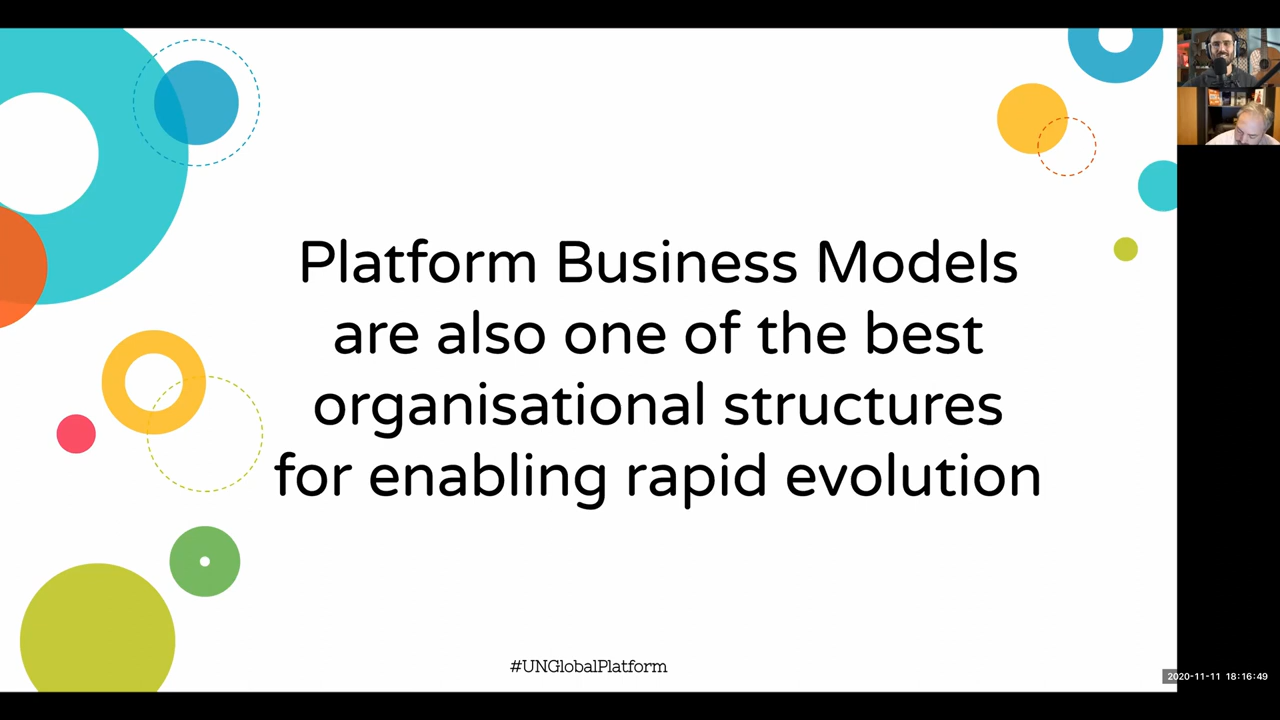 Platform Business Models
are also one of the best
organisational structures
for enabling rapid evolution
#UNGlobalPlatform
2020-11-11 18:16:49